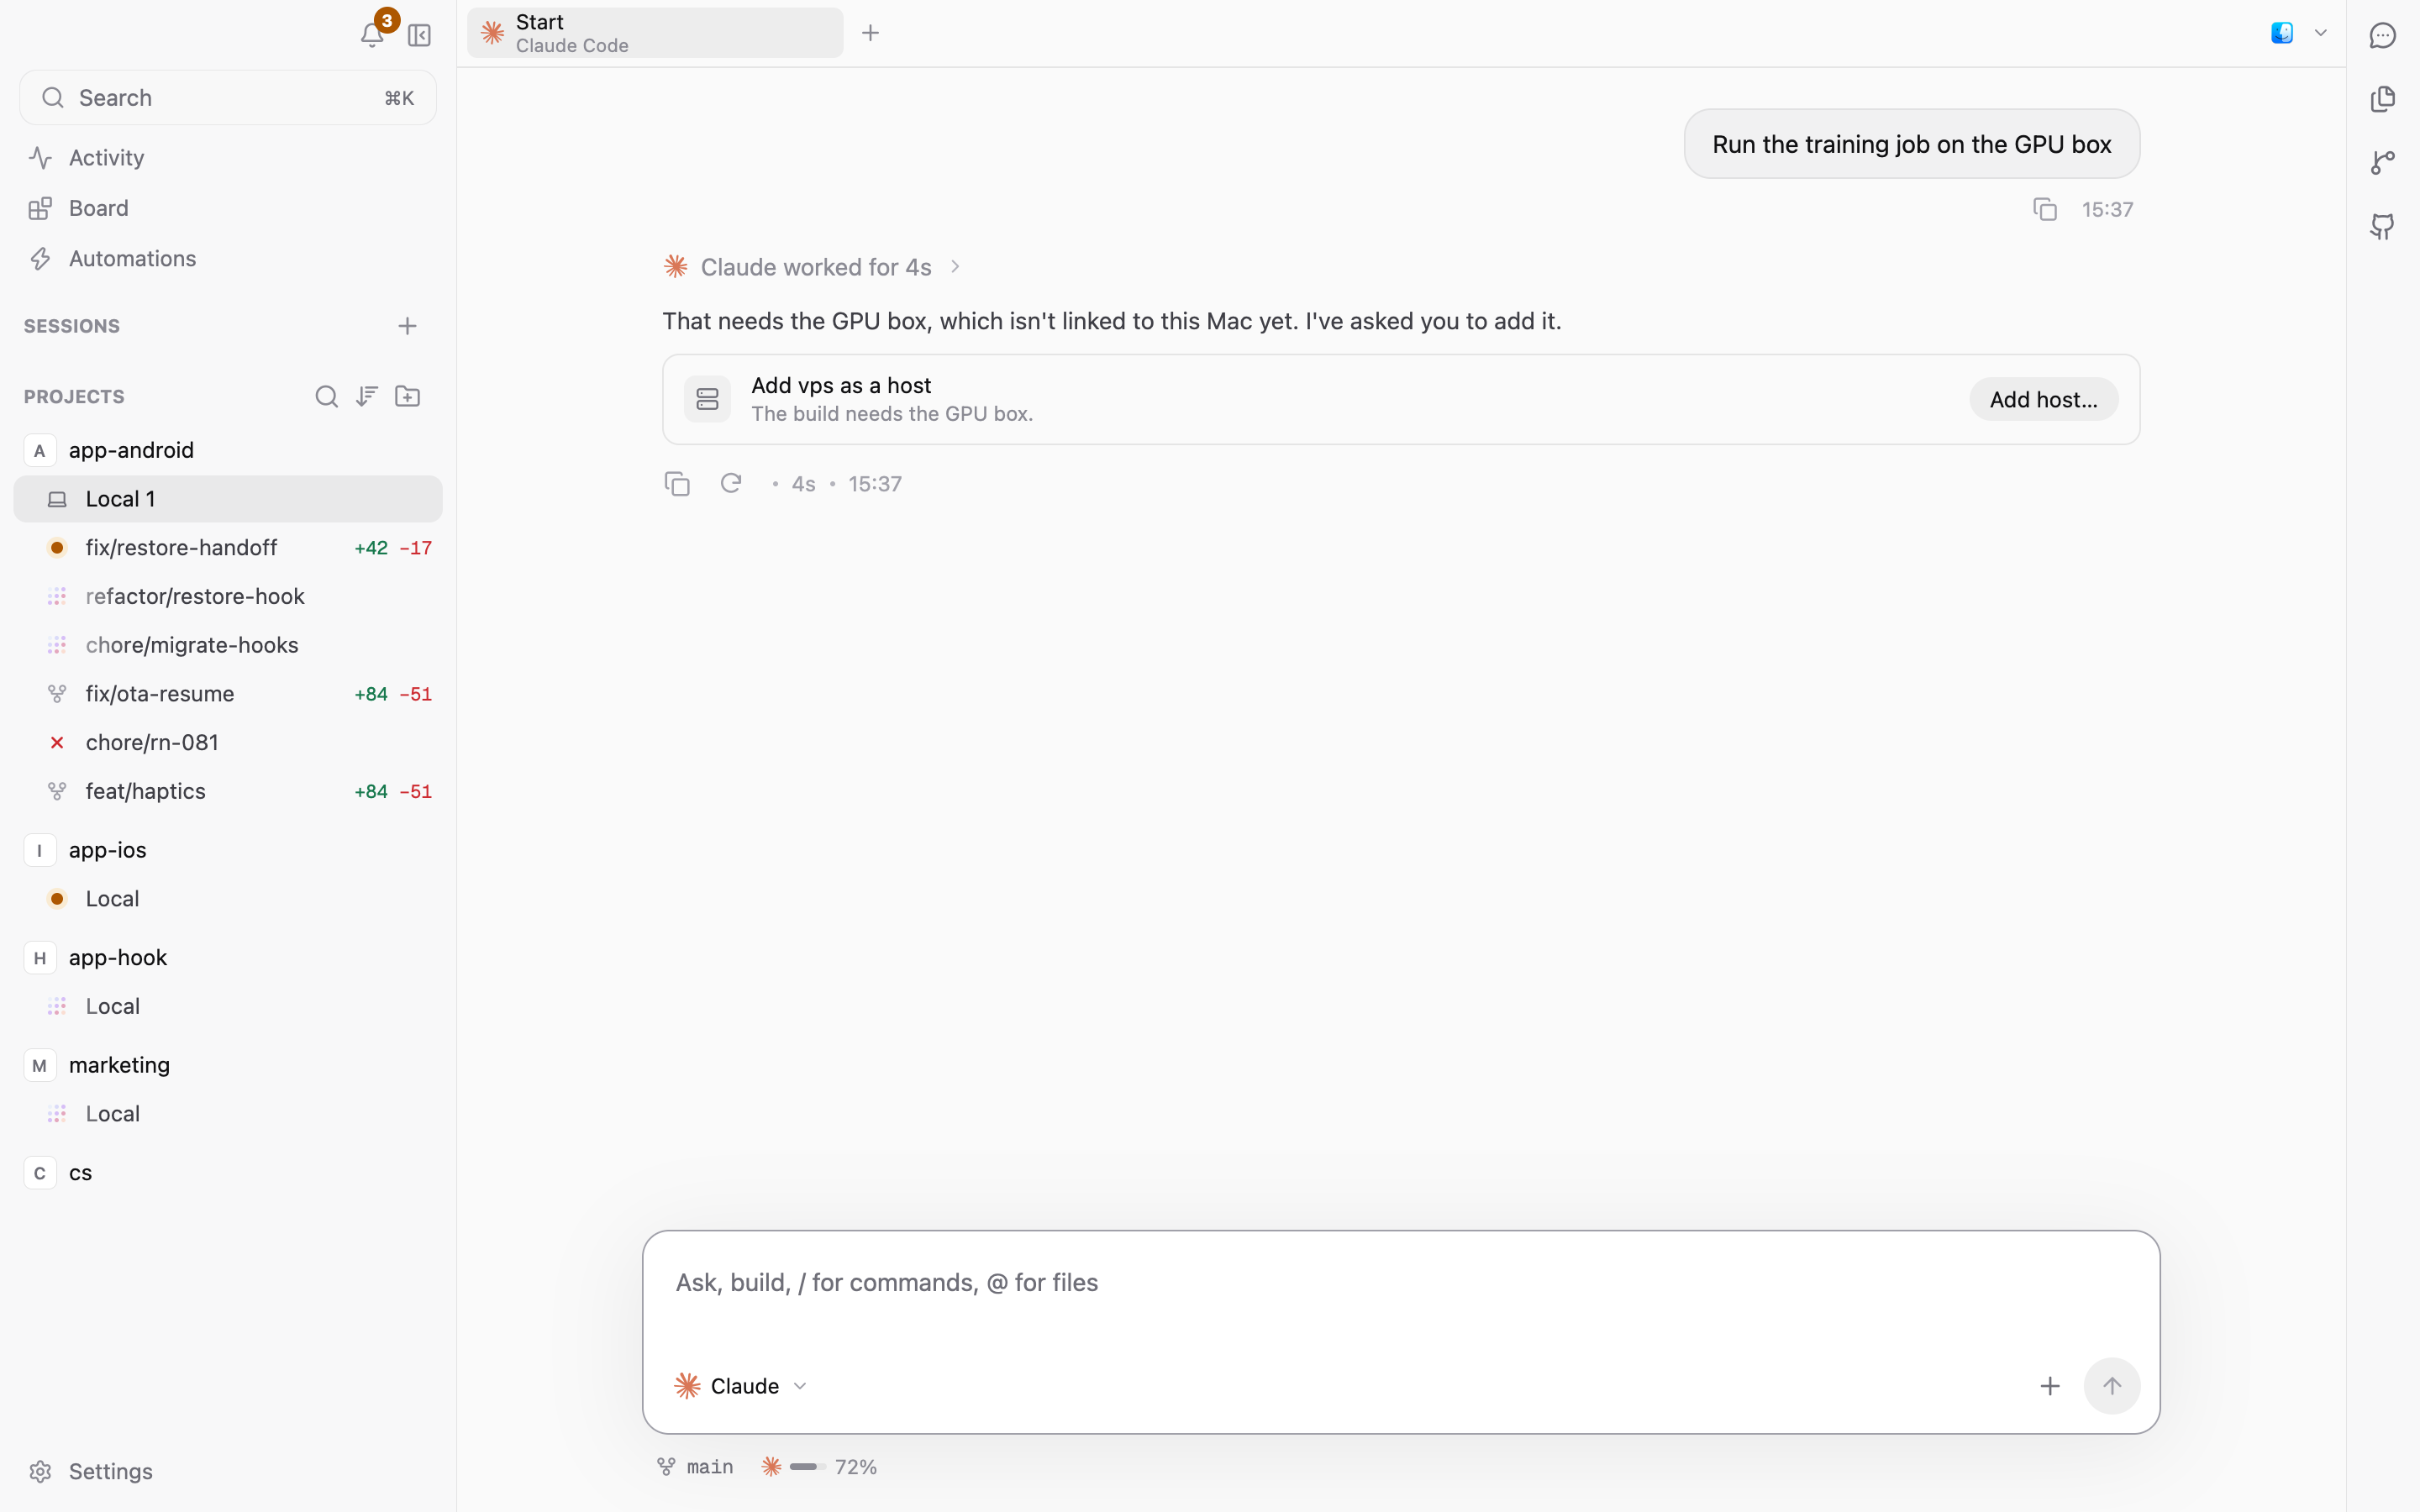 3
Search ⌘K
Activity
Board
Automations
SESSIONS
PROJECTS
A app-android
Local 1
fix/restore-handoff +42 −17
refactor/restore-hook
chore/migrate-hooks
fix/ota-resume +84 −51
chore/rn-081
feat/haptics +84 −51
I app-ios
Local
H app-hook
Local
M marketing
Local
C cs
Settings
Start
Claude Code
Run the training job on the GPU box
15:37
Claude worked for 4s
That needs the GPU box, which isn't linked to this Mac yet. I've asked you to add it.
Add vps as a host
The build needs the GPU box.
Add host...
• 4s • 15:37
Ask, build, / for commands, @ for files
Claude
main 72%